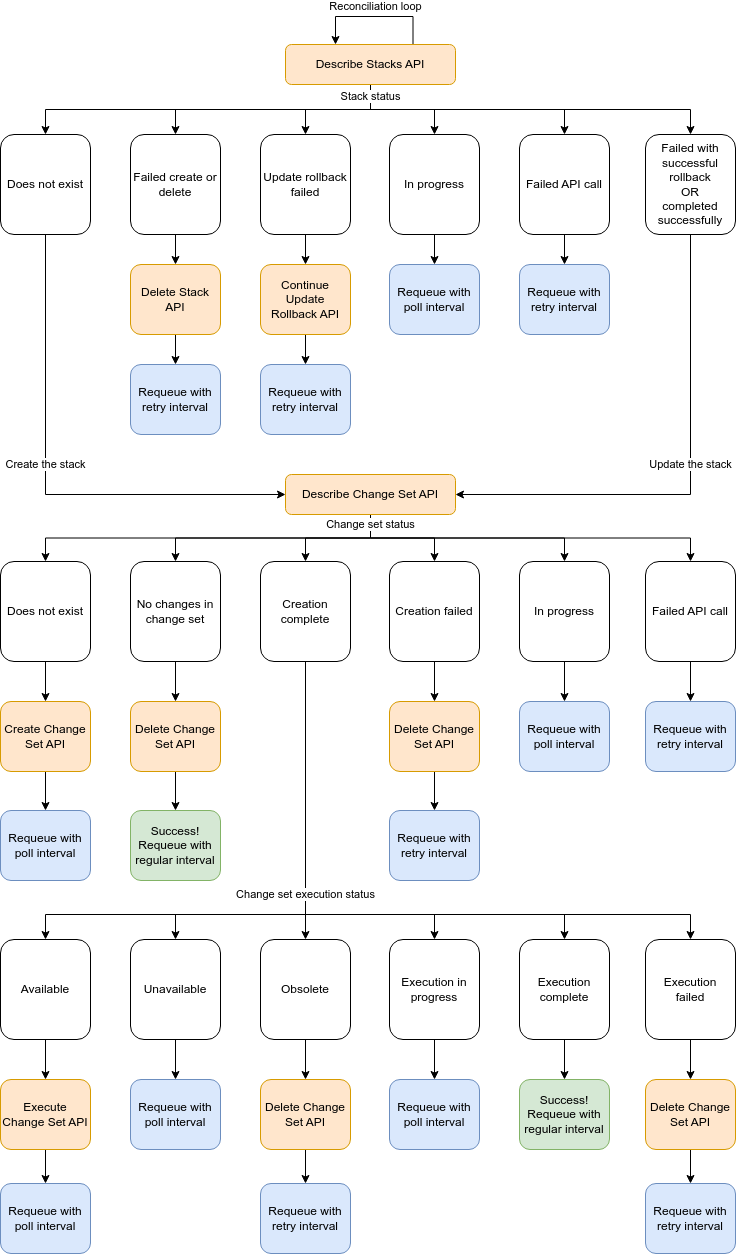 Reconciliation loop
Describe Stacks API
Stack status
Does not exist
Failed create or
delete
Update rollback
failed
In progress
Failed API call
Failed with
successful
rollback
OR
completed
successfully
Delete Stack
API
Continue
Update
Rollback API
Requeue with
poll interval
Requeue with
retry interval
Requeue with
retry interval
Requeue with
retry interval
Create the stack
Update the stack
Describe Change Set API
Change set status
Does not exist
No changes in
change set
Creation
complete
Creation failed
In progress
Failed API call
Create Change
Set API
Delete Change
Set API
Delete Change
Set API
Requeue with
poll interval
Requeue with
retry interval
Requeue with
poll interval
Success!
Requeue with
regular interval
Requeue with
retry interval
Change set execution status
Available
Unavailable
Obsolete
Execution in
progress
Execution
complete
Execution
failed
Execute
Change Set API
Requeue with
poll interval
Delete Change
Set API
Requeue with
poll interval
Success!
Requeue with
regular interval
Delete Change
Set API
Requeue with
poll interval
Requeue with
retry interval
Requeue with
retry interval